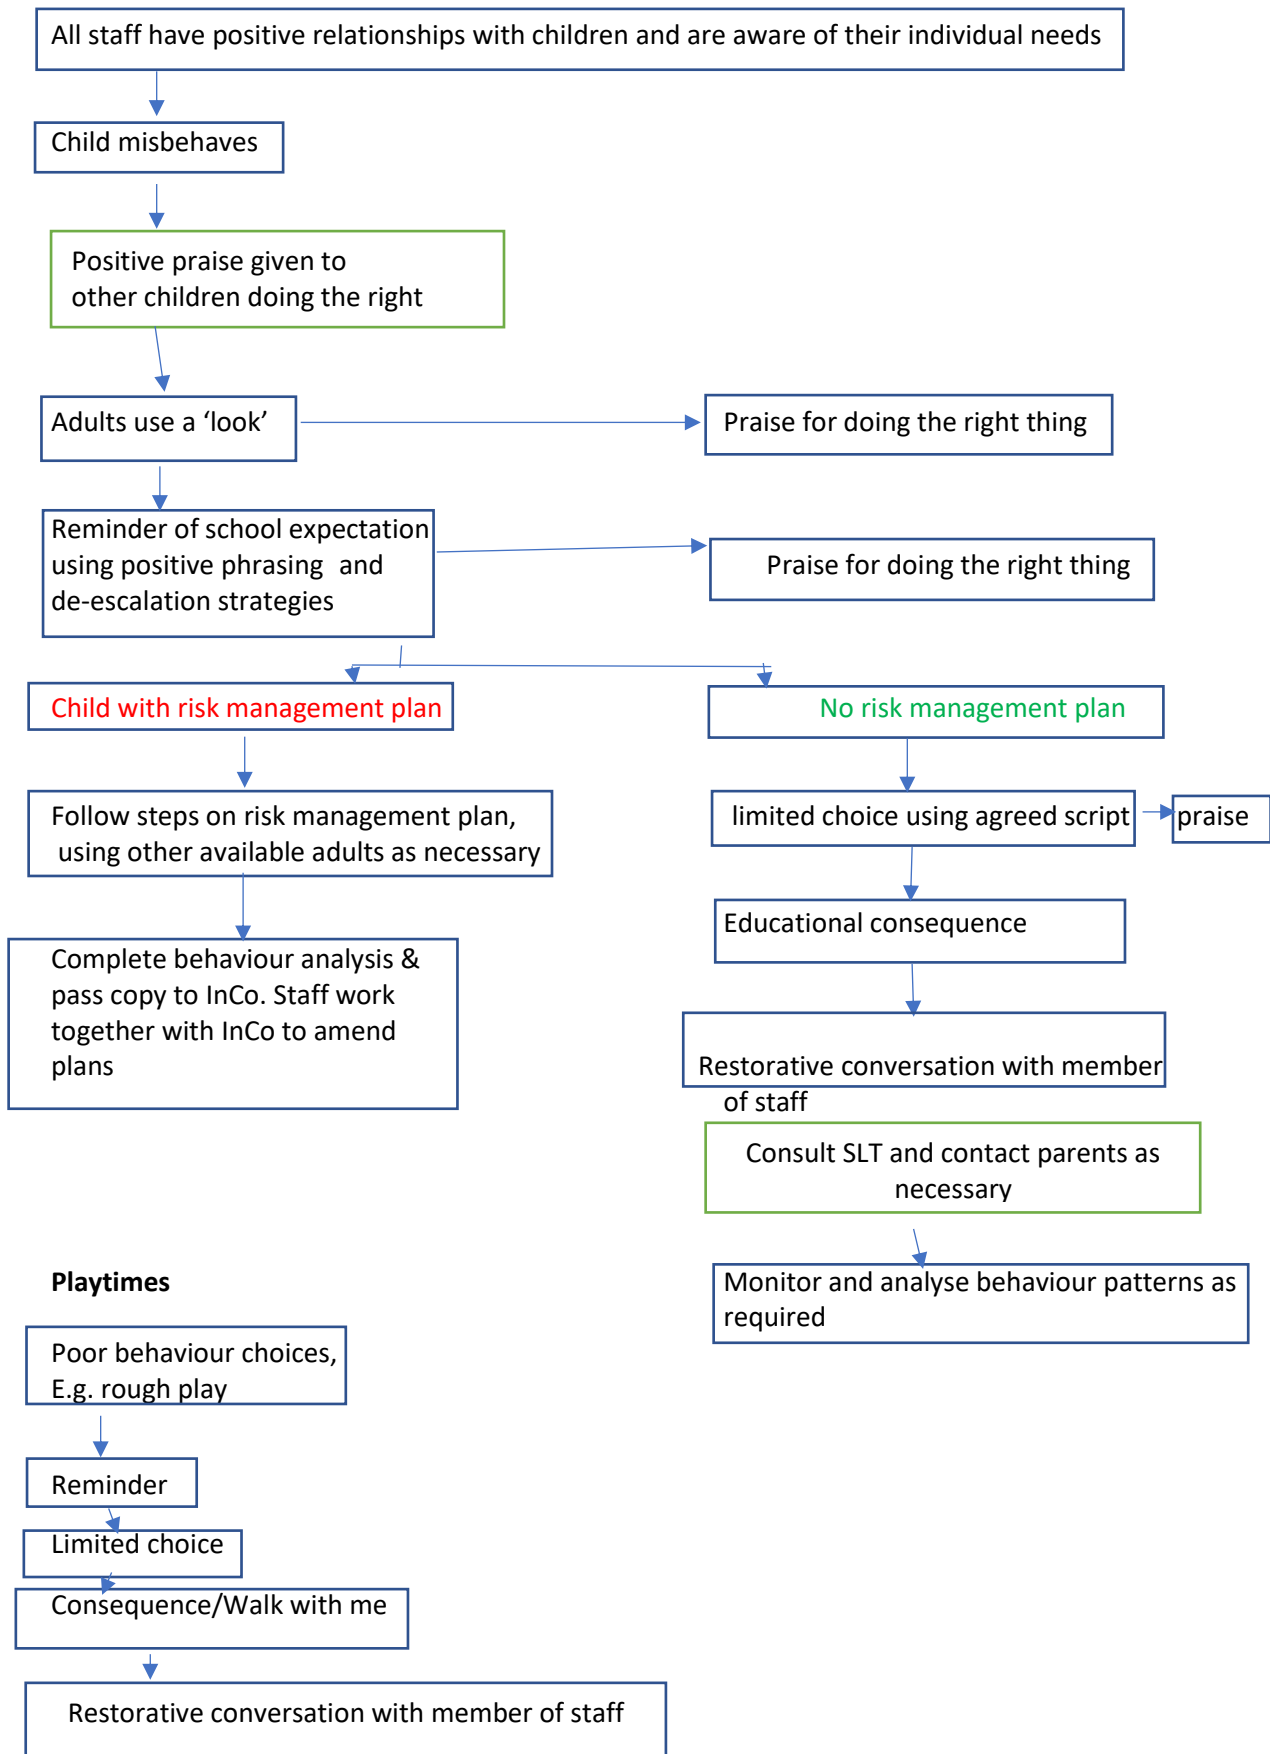 All staff have positive relationships with children and are aware of their individual needs
Child misbehaves
Positive praise given to
other children doing the right
Adults use a ‘look’
Praise for doing the right thing
Reminder of school expectation
using positive phrasing and
de-escalation strategies
Praise for doing the right thing
Child with risk management plan
No risk management plan
Follow steps on risk management plan,
using other available adults as necessary
limited choice using agreed script
praise
Educational consequence
Complete behaviour analysis &
pass copy to InCo. Staff work
together with InCo to amend
plans
Restorative conversation with member
of staff
Consult SLT and contact parents as
necessary
Monitor and analyse behaviour patterns as
required
Playtimes
Poor behaviour choices,
E.g. rough play
Reminder
Limited choice
Consequence/Walk with me
Restorative conversation with member of staff